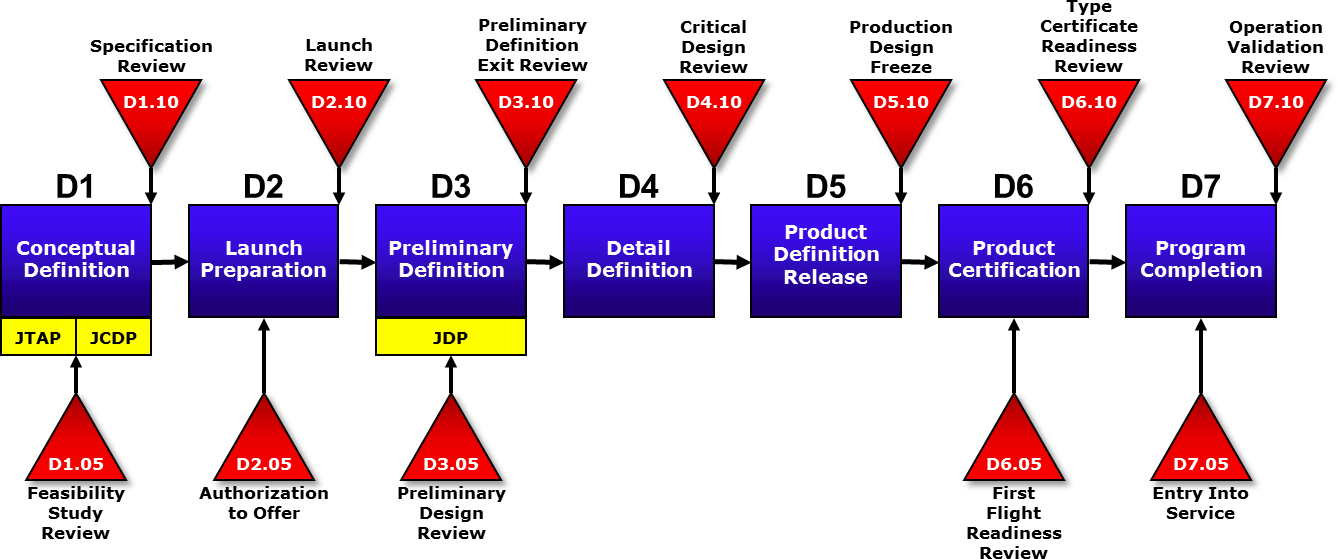 Specification
Review
D1.10
Launch
Review
D2.10
Preliminary
Definition
Exit Review
D3.10
Critical
Design
Review
D4.10
Production
Design
Freeze
D5.10
Type
Certificate
Readiness
Review
D6.10
Operation
Validation
Review
D7.10
D1
Conceptual
Definition
JTAP
JCDP
D2
Launch
Preparation
D3
Preliminary
Definition
JDP
D4
Detail
Definition
D5
Product
Definition
Release
D6
Product
Certification
D7
Program
Completion
D1.05
Feasibility
Study
Review
D2.05
Authorization
to Offer
D3.05
Preliminary
Design
Review
D6.05
First
Flight
Readiness
Review
D7.05
Entry Into
Service